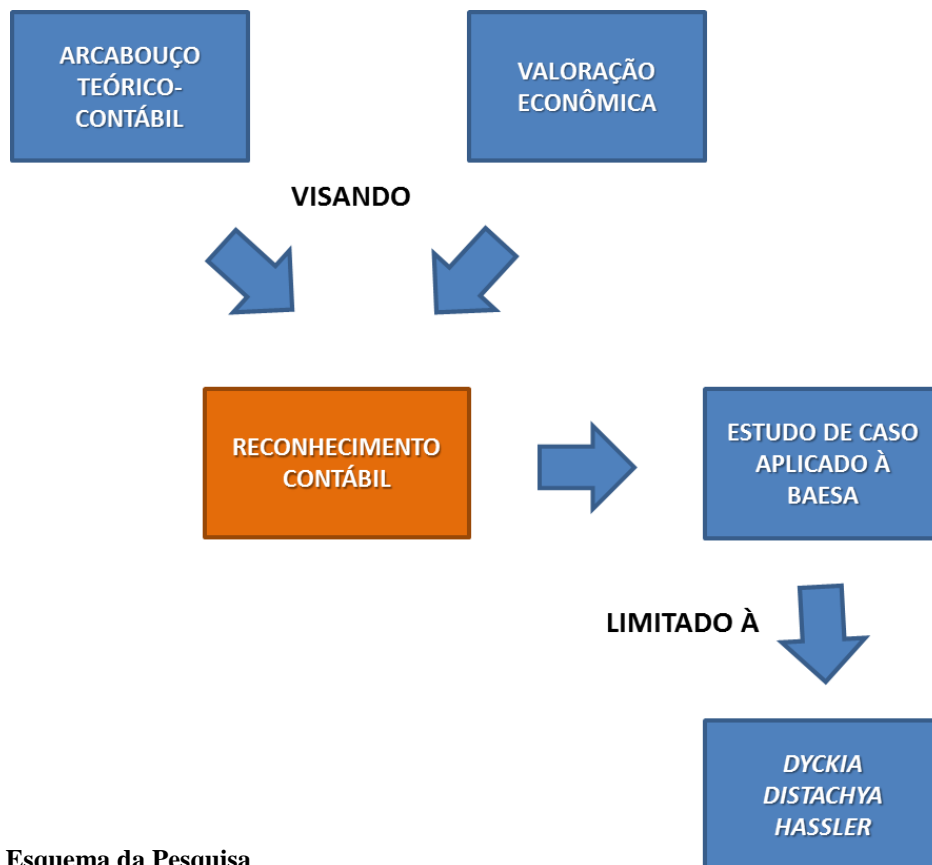 ARCABOUÇO
TEÓRICO-
CONTÁBIL
VALORAÇÃO
ECONÔMICA
VISANDO
RECONHECIMENTO
CONTÁBIL
ESTUDO DE CASO
APLICADO À
BAESA
LIMITADO À
DYCKIA
DISTACHYA
HASSLER
Esquema da Pesquisa